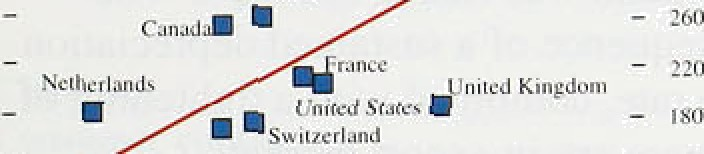 Canada
260
France
220
Netherlands
United Kingdom
United States
180
Switzerland